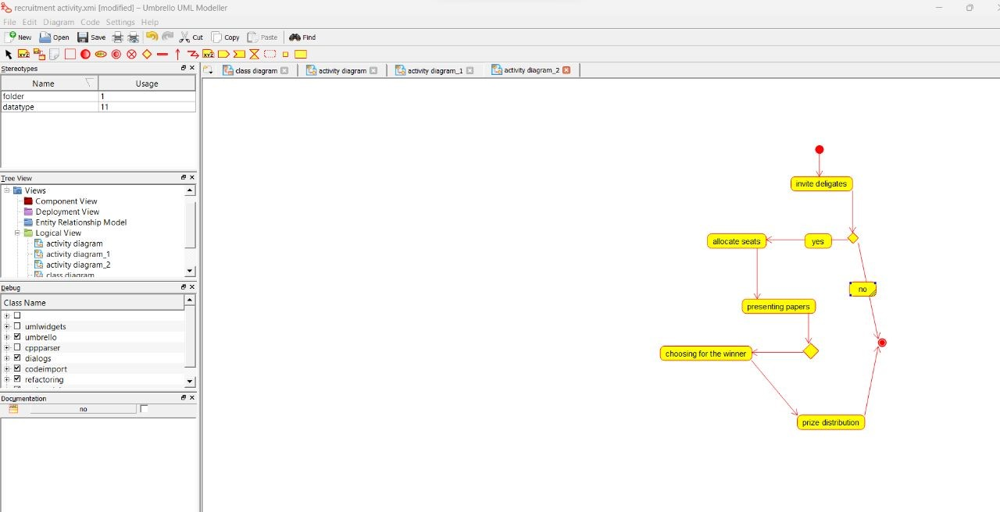 recruitment activity.xmi [modified] – Umbrello UML Modeller
File Edit Diagram Code Settings Help
New Open Save Cut Copy Paste Find
Stereotypes
Name Usage
folder 1
datatype 11
Tree View
Views
Component View
Deployment View
Entity Relationship Model
Logical View
activity diagram
activity diagram_1
activity diagram_2
class diagram
Debug
Class Name
umlwidgets
umbrello
cppparser
dialogs
codeimport
refactoring
Documentation
no
class diagram activity diagram activity diagram_1 activity diagram_2
invite deligates
allocate seats yes
no
presenting papers
choosing for the winner
prize distribution